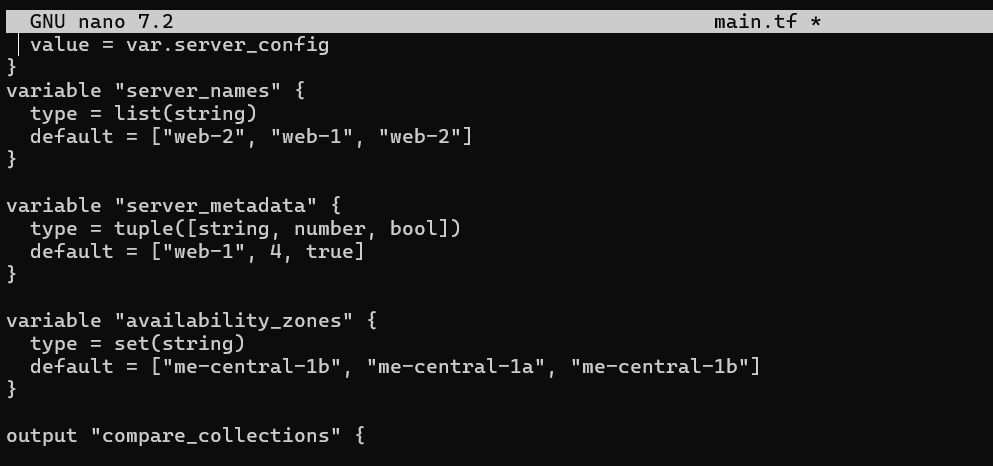 GNU nano 7.2 main.tf *
value = var.server_config
}
variable "server_names" {
type = list(string)
default = ["web-2", "web-1", "web-2"]
}
variable "server_metadata" {
type = tuple([string, number, bool])
default = ["web-1", 4, true]
}
variable "availability_zones" {
type = set(string)
default = ["me-central-1b", "me-central-1a", "me-central-1b"]
}
output "compare_collections" {